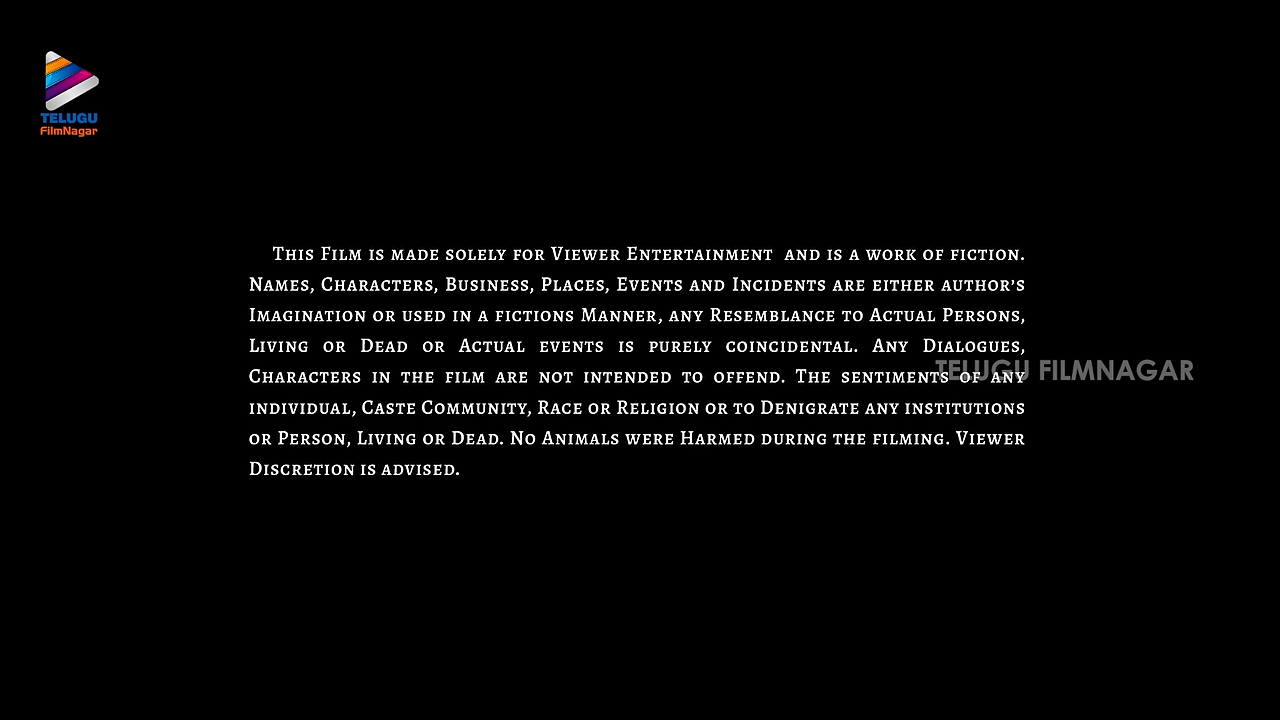 TELUGU
FilmNagar
This Film is made solely for Viewer Entertainment and is a work of fiction.
Names, Characters, Business, Places, Events and Incidents are either author's
Imagination or used in a fictions Manner, any Resemblance to Actual Persons,
Living or Dead or Actual events is purely coincidental. Any Dialogues,
Characters in the film are not intended to offend. The sentiments of any
individual, Caste Community, Race or Religion or to Denigrate any institutions
or Person, Living or Dead. No Animals were Harmed during the filming. Viewer
Discretion is advised.
TELUGU FILMNAGAR